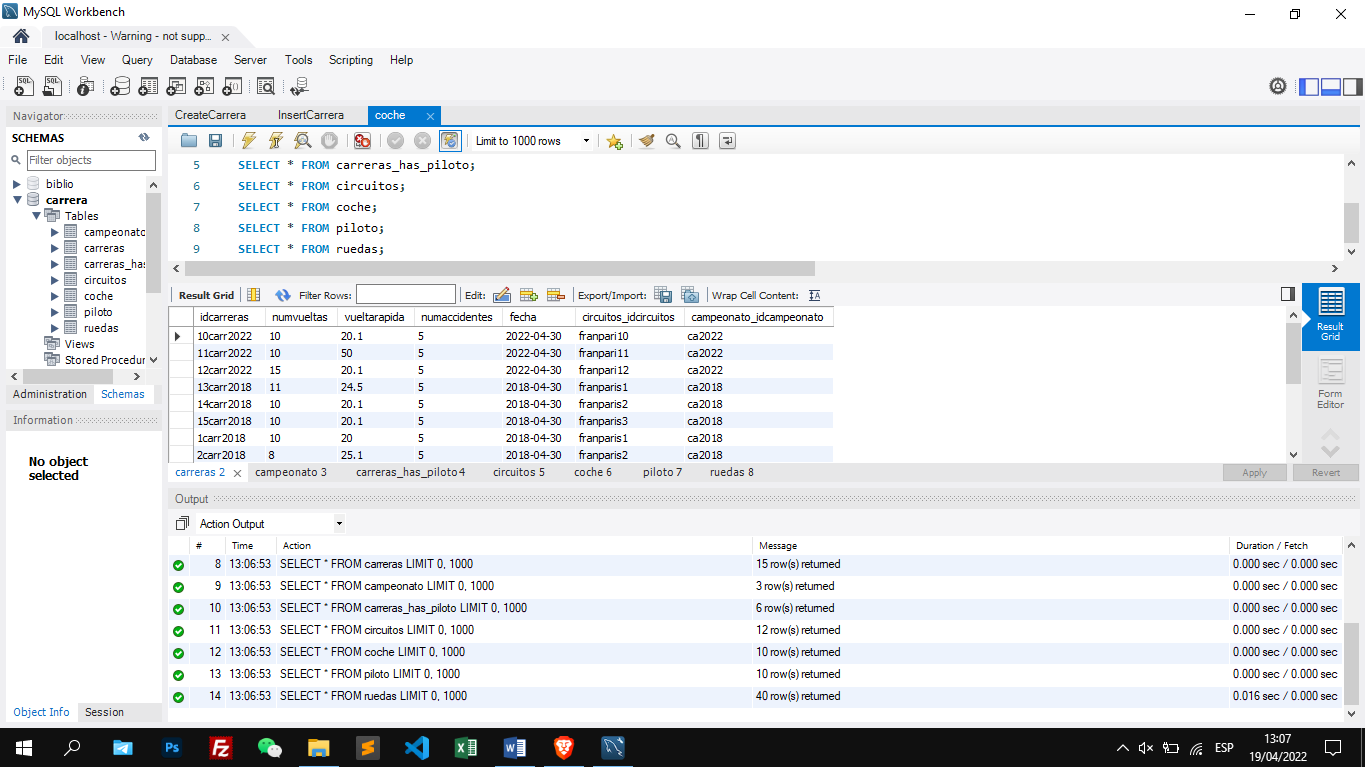 MySQL Workbench
localhost - Warning - not supp...
File Edit View Query Database Server Tools Scripting Help
Navigator
SCHEMAS
Filter objects
biblio
carrera
Tables
campeonato
carreras
carreras_has
circuitos
coche
piloto
ruedas
Views
Stored Procedur
Administration Schemas
Information
No object
selected
Object Info Session
CreateCarrera InsertCarrera coche
Limit to 1000 rows
5 SELECT * FROM carreras_has_piloto;
6 SELECT * FROM circuitos;
7 SELECT * FROM coche;
8 SELECT * FROM piloto;
9 SELECT * FROM ruedas;
Result Grid Filter Rows: Edit: Export/Import: Wrap Cell Content:
idcarreras numvueltas vueltarapida numaccidentes fecha circuitos_idcircuitos campeonato_idcampeonato
10carr2022 10 20.1 5 2022-04-30 franpari10 ca2022
11carr2022 10 50 5 2022-04-30 franpari11 ca2022
12carr2022 15 20.1 5 2022-04-30 franpari12 ca2022
13carr2018 11 24.5 5 2018-04-30 franparis1 ca2018
14carr2018 10 20.1 5 2018-04-30 franparis2 ca2018
15carr2018 10 20.1 5 2018-04-30 franparis3 ca2018
1carr2018 10 20 5 2018-04-30 franparis1 ca2018
2carr2018 8 25.1 5 2018-04-30 franparis2 ca2018
Result
Grid
Form
Editor
carreras 2 campeonato 3 carreras_has_piloto4 circuitos 5 coche 6 piloto 7 ruedas 8 Apply Revert
Output
Action Output
# Time Action Message Duration / Fetch
8 13:06:53 SELECT * FROM carreras LIMIT 0, 1000 15 row(s) returned 0.000 sec / 0.000 sec
9 13:06:53 SELECT * FROM campeonato LIMIT 0, 1000 3 row(s) returned 0.000 sec / 0.000 sec
10 13:06:53 SELECT * FROM carreras_has_piloto LIMIT 0, 1000 6 row(s) returned 0.000 sec / 0.000 sec
11 13:06:53 SELECT * FROM circuitos LIMIT 0, 1000 12 row(s) returned 0.000 sec / 0.000 sec
12 13:06:53 SELECT * FROM coche LIMIT 0, 1000 10 row(s) returned 0.000 sec / 0.000 sec
13 13:06:53 SELECT * FROM piloto LIMIT 0, 1000 10 row(s) returned 0.000 sec / 0.000 sec
14 13:06:53 SELECT * FROM ruedas LIMIT 0, 1000 40 row(s) returned 0.016 sec / 0.000 sec
ESP
13:07
19/04/2022